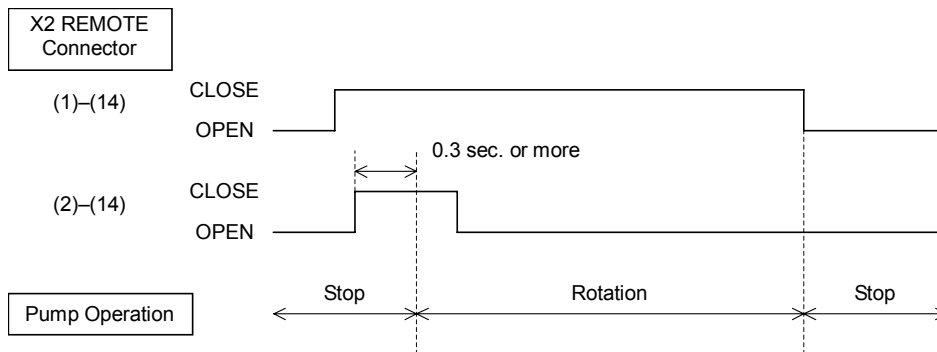 X2 REMOTE
Connector
(1)–(14)
CLOSE
OPEN
0.3 sec. or more
(2)–(14)
CLOSE
OPEN
Pump Operation
Stop
Rotation
Stop